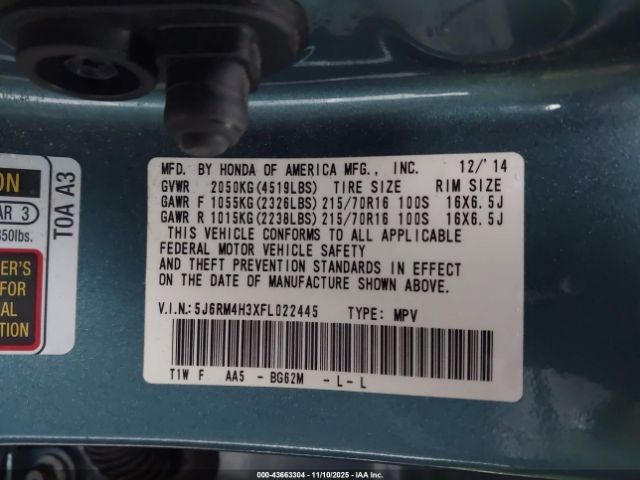 MFD. BY HONDA OF AMERICA MFG., INC. 12/'14
GVWR 2050KG(4519LBS) TIRE SIZE RIM SIZE
GAWR F 1055KG(2326LBS) 215/70R16 100S 16X6.5J
GAWR R 1015KG(2238LBS) 215/70R16 100S 16X6.5J
THIS VEHICLE CONFORMS TO ALL APPLICABLE
FEDERAL MOTOR VEHICLE SAFETY
AND THEFT PREVENTION STANDARDS IN EFFECT
ON THE DATE OF MANUFACTURE SHOWN ABOVE.
V.I.N.:5J6RM4H3XFL022445 TYPE: MPV
T1W F AA5 - BG62M - L - L
TOA A3
ON
AR 3
850lbs.
ER'S
FOR
AL
TION
000-43663304 - 11/10/2025 - IAA Inc.